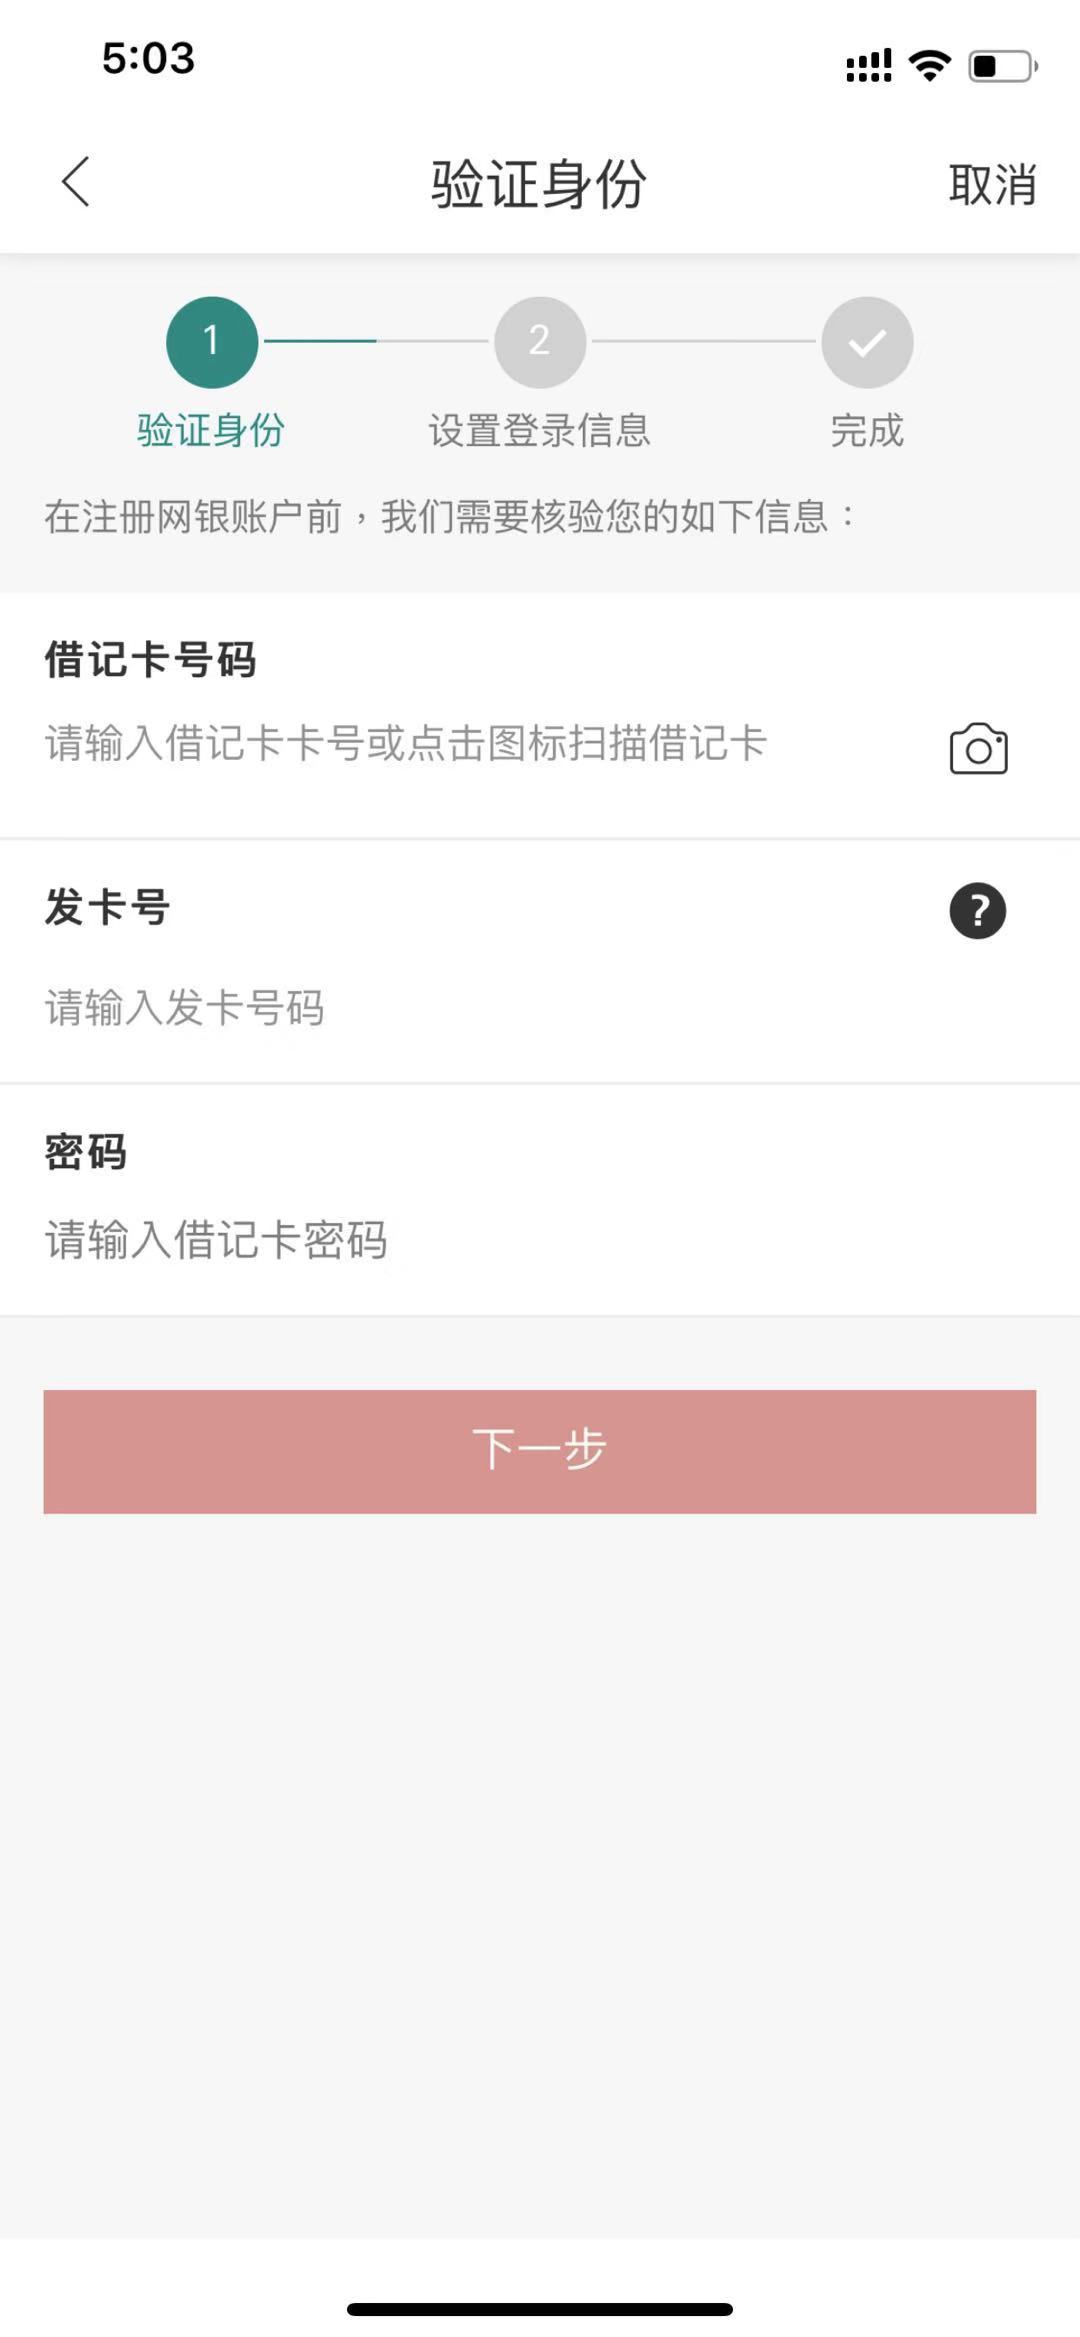 5:03
验证身份
取消
1
2
验证身份
设置登录信息
完成
在注册网银账户前，我们需要核验您的如下信息：
借记卡号码
请输入借记卡卡号或点击图标扫描借记卡
发卡号
?
请输入发卡号码
密码
请输入借记卡密码
下一步